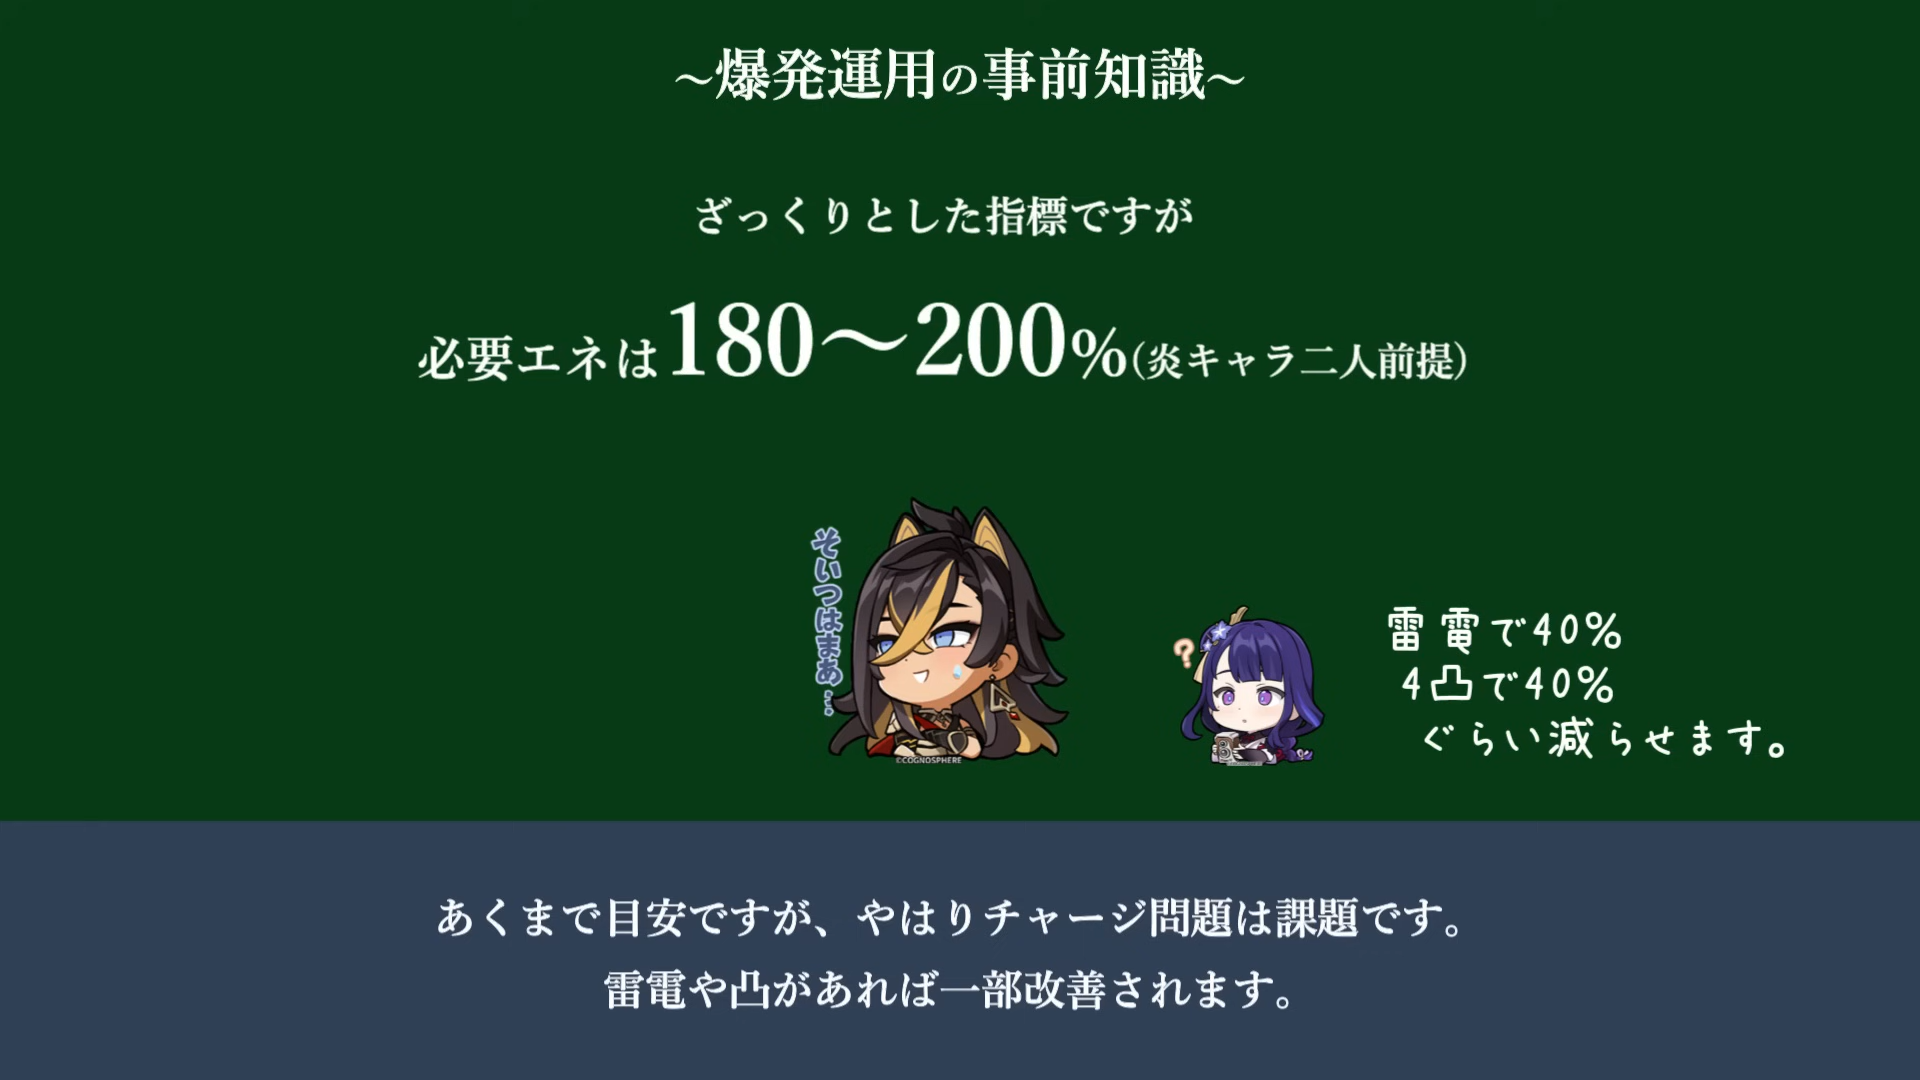 ～爆発運用の事前知識～
ざっくりとした指標ですが
必要エネは180～200%(炎キャラ二人前提)
そいつはまあ…
?
雷電で40%
4凸で40%
ぐらい減らせます。
B
©COGNOSPHERE
あくまで目安ですが、やはりチャージ問題は課題です。
雷電や凸があれば一部改善されます。